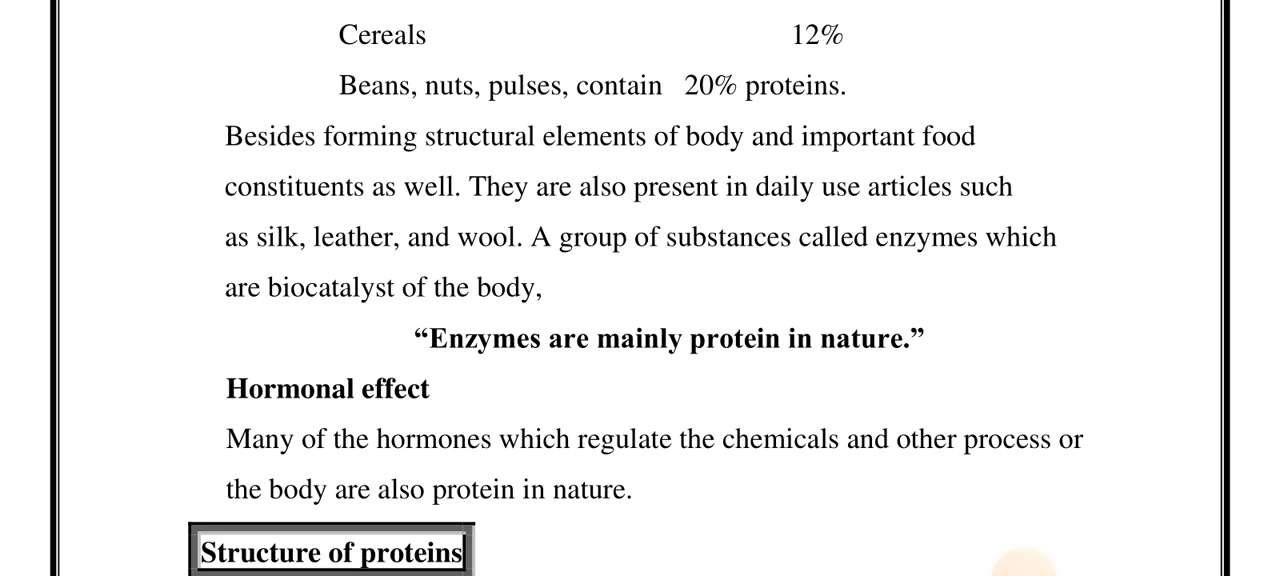 Cereals 12%
Beans, nuts, pulses, contain 20% proteins.
Besides forming structural elements of body and important food
constituents as well. They are also present in daily use articles such
as silk, leather, and wool. A group of substances called enzymes which
are biocatalyst of the body,
“Enzymes are mainly protein in nature.”
Hormonal effect
Many of the hormones which regulate the chemicals and other process or
the body are also protein in nature.
Structure of proteins